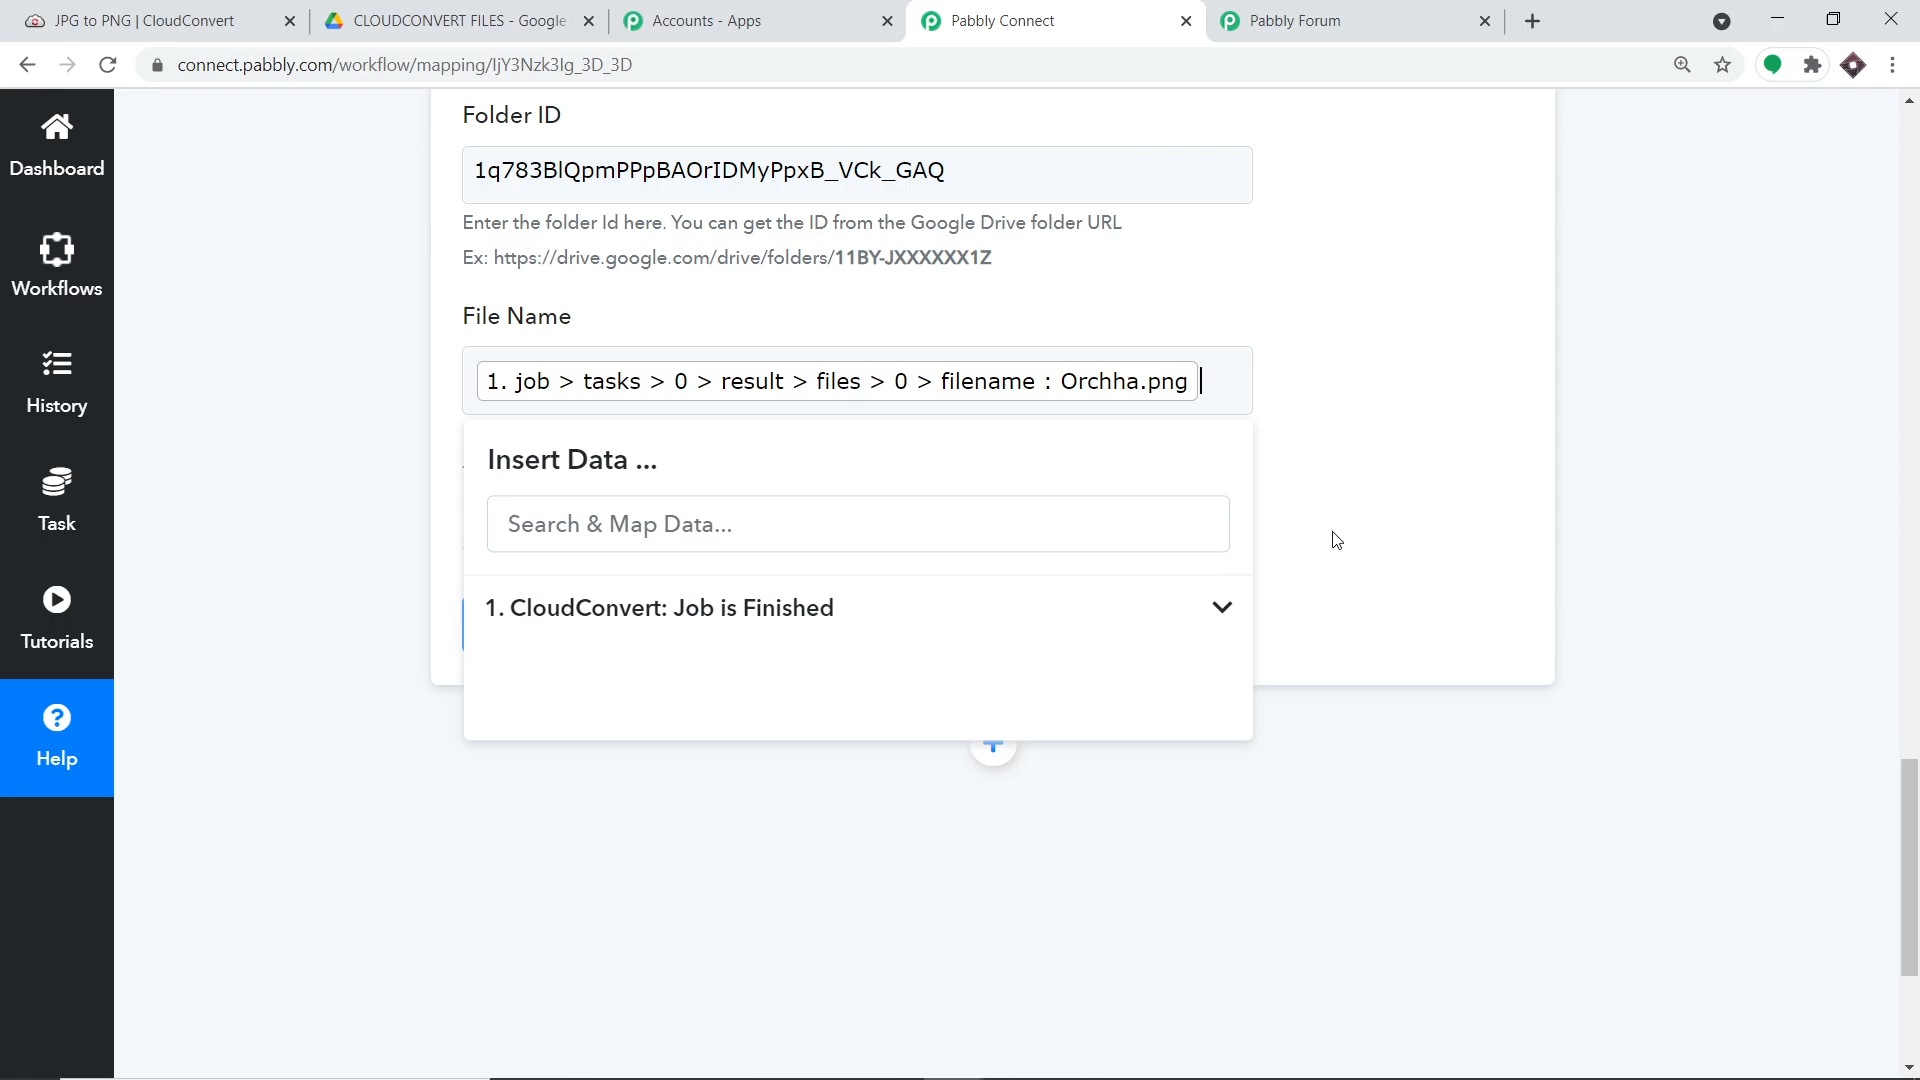 JPG to PNG | CloudConvert
CLOUDCONVERT FILES - Google
Accounts - Apps
Pabbly Connect
Pabbly Forum
connect.pabbly.com/workflow/mapping/IjY3Nzk3Ig_3D_3D
Dashboard
Workflows
History
Task
Tutorials
Help
Folder ID
1q783BlQpmPPpBAOrIDMyPpxB_VCk_GAQ
Enter the folder Id here. You can get the ID from the Google Drive folder URL
Ex: https://drive.google.com/drive/folders/11BY-JXXXXXX1Z
File Name
1. job > tasks > 0 > result > files > 0 > filename : Orchha.png
Insert Data ...
Search & Map Data...
1. CloudConvert: Job is Finished